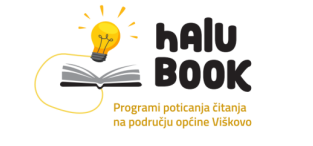 hAlu
BOOK
Programi poticanja čitanja
na području općine Viškovo